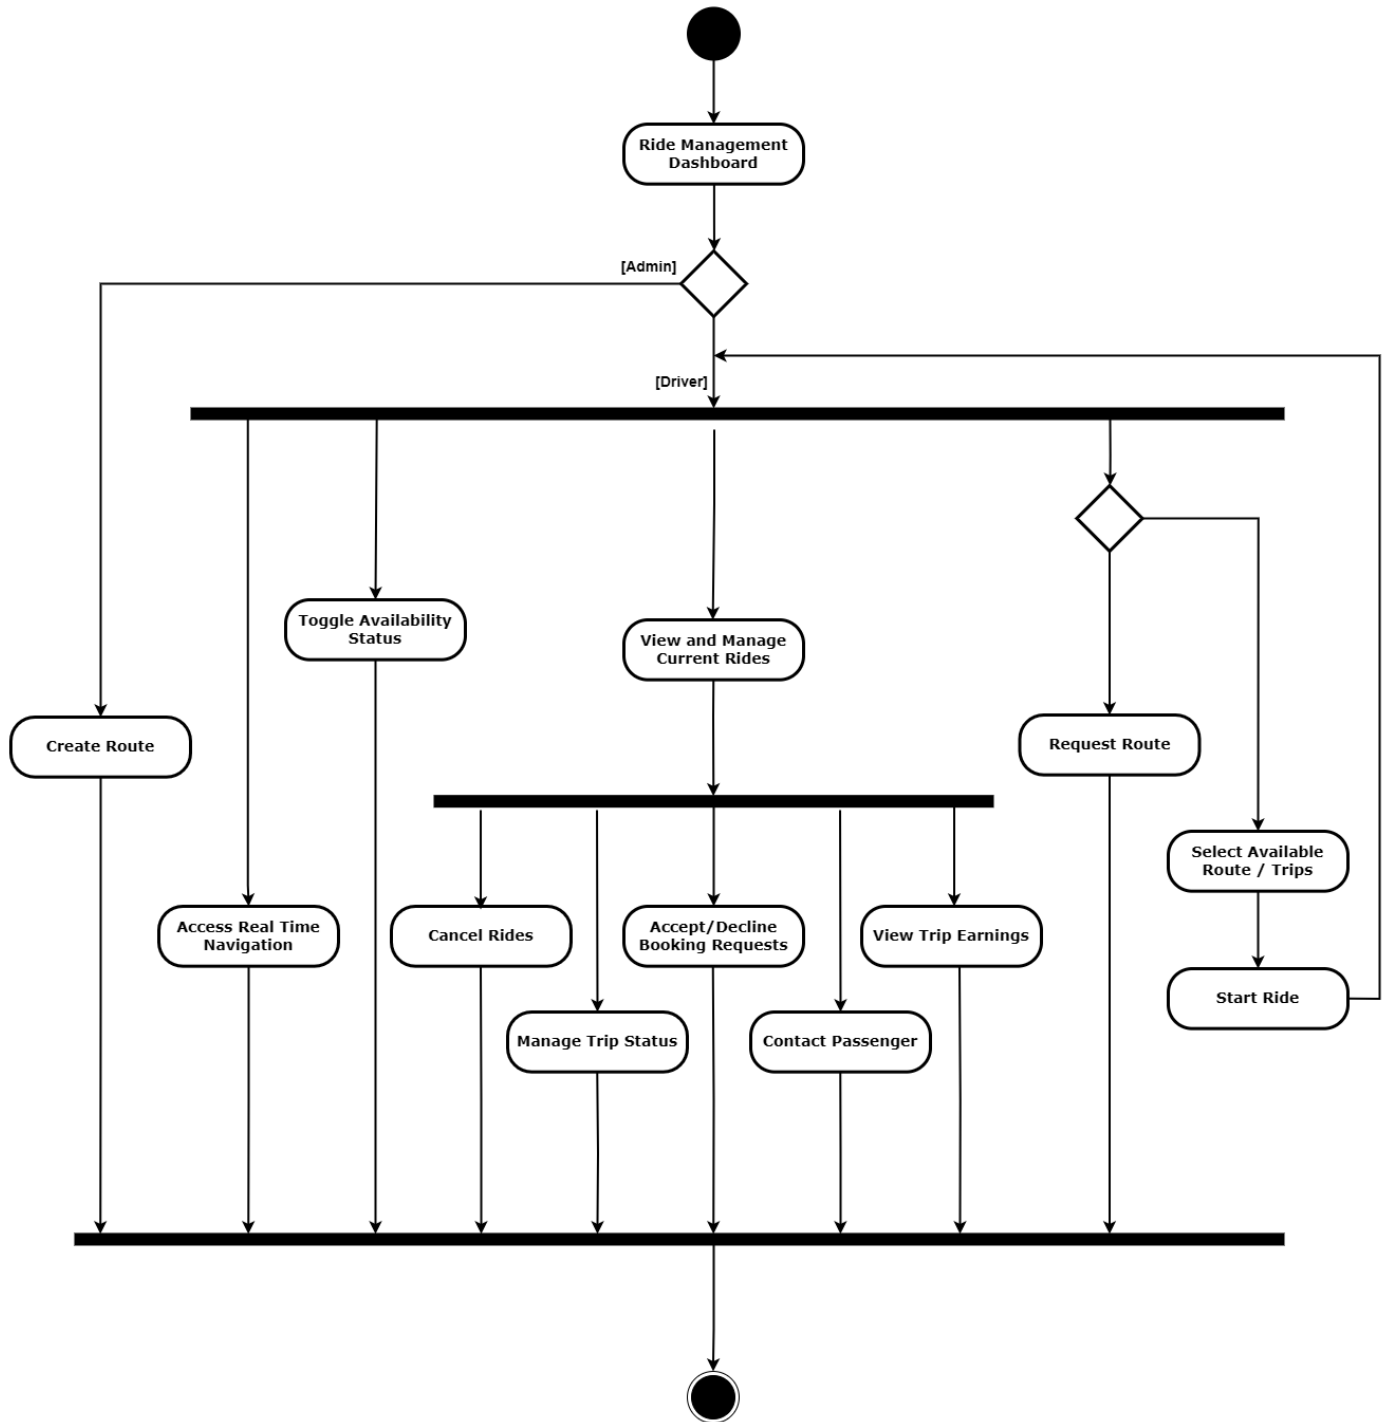 Ride Management
Dashboard
[Admin]
[Driver]
Toggle Availability
Status
View and Manage
Current Rides
Create Route
Request Route
Select Available
Route / Trips
Access Real Time
Navigation
Cancel Rides
Accept/Decline
Booking Requests
View Trip Earnings
Start Ride
Manage Trip Status
Contact Passenger